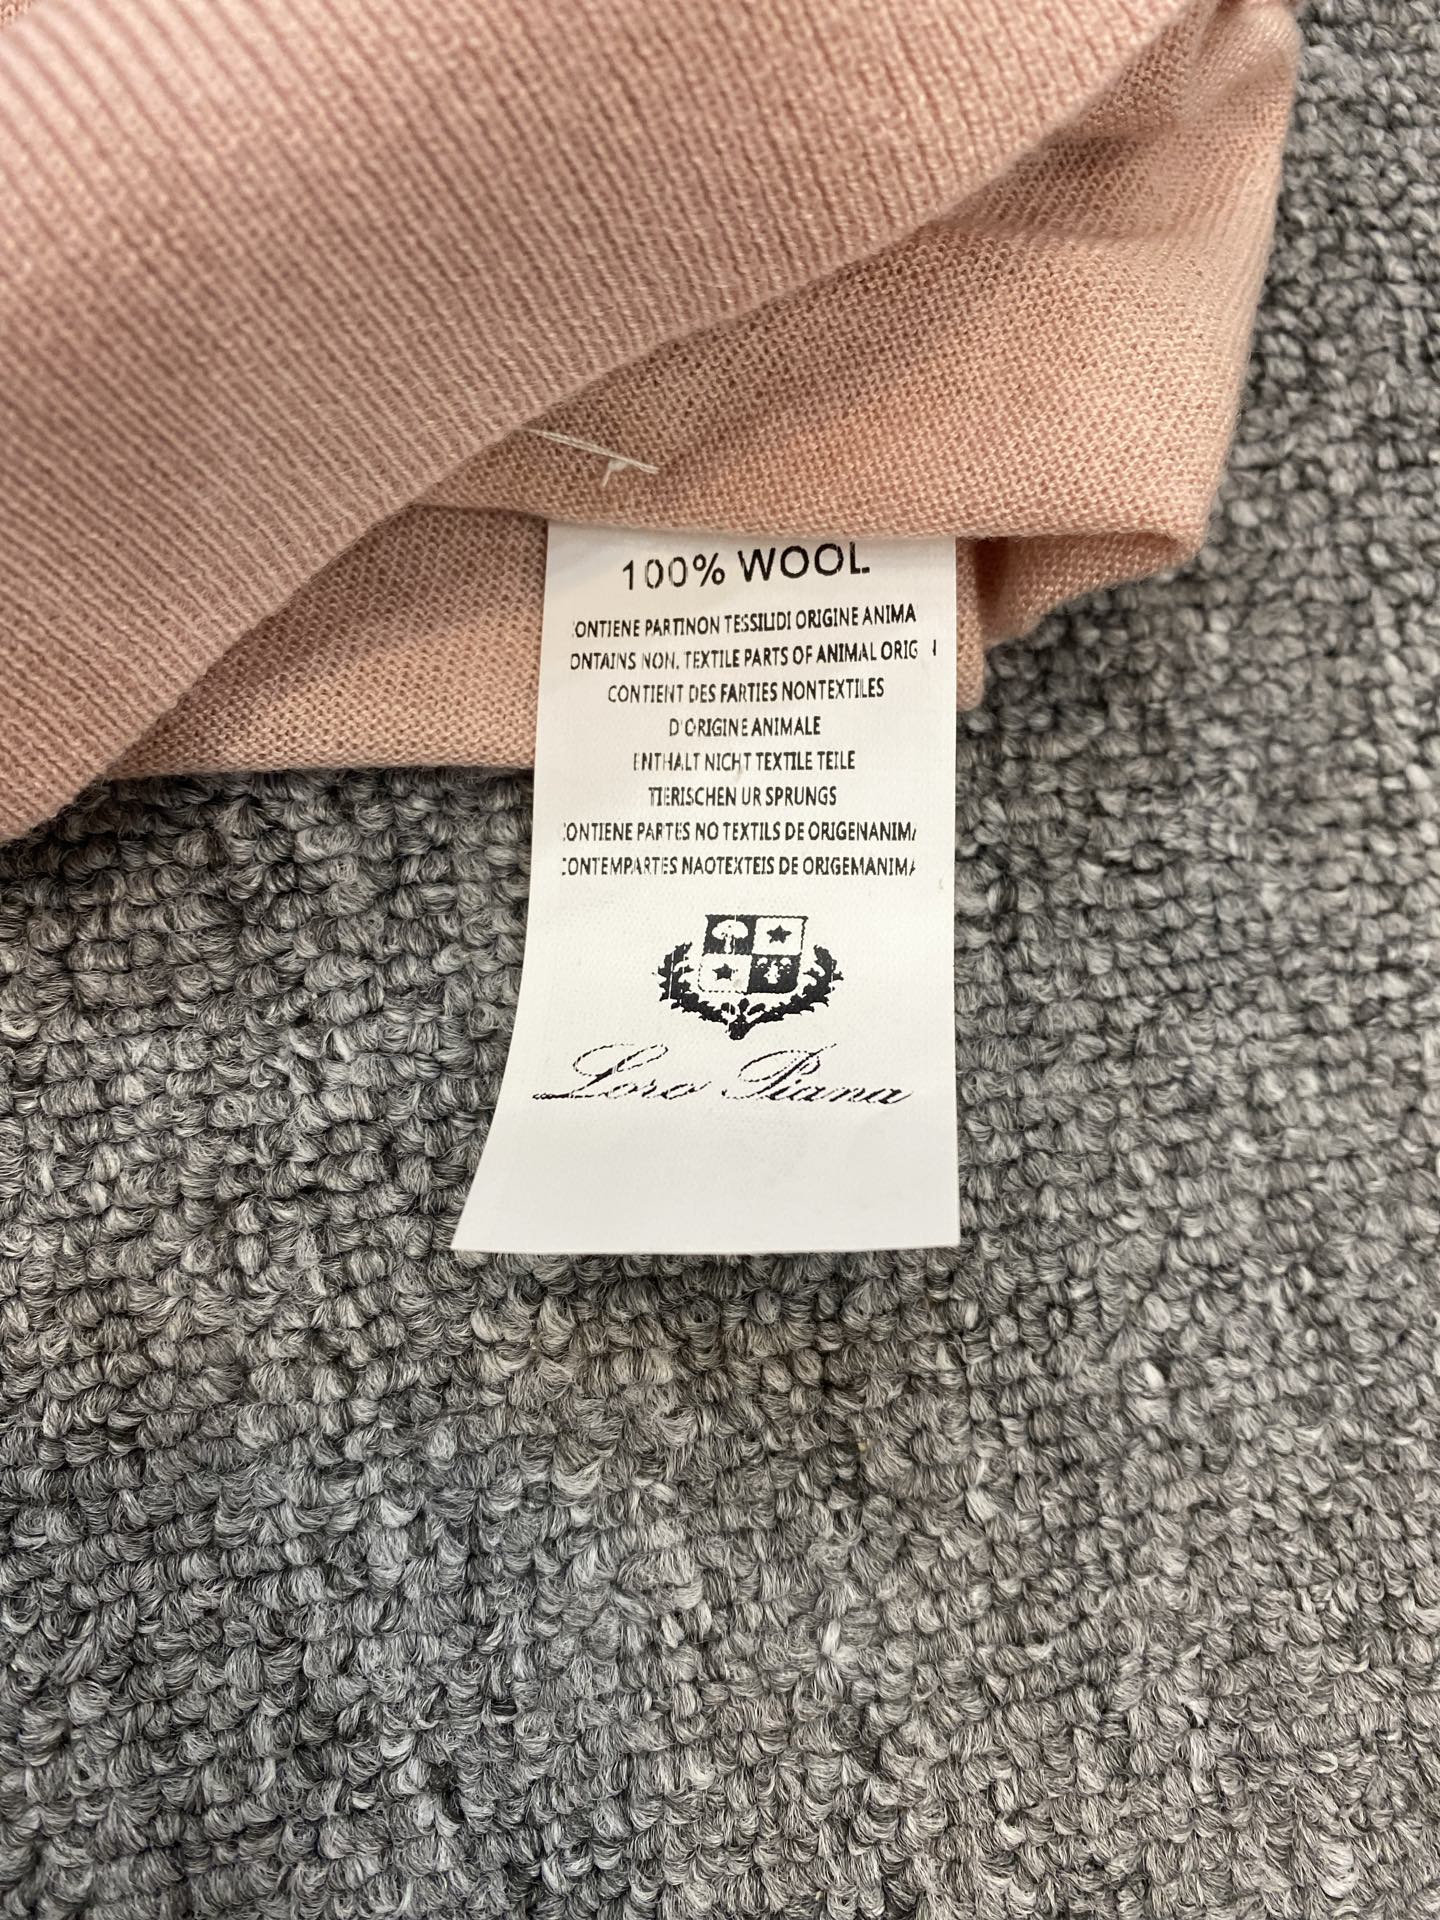 100% WOOL
ONTIENE PARTINON TESSILIDI ORIGINE ANIMA
ONTAINS NON. TEXTILE PARTS OF ANIMAL ORIG
CONTIENT DES FARTIES NONTEXTILES
D'ORIGINE ANIMALE
ENTHALT NICHT TEXTILE TEILE
TIERISCHEN UR SPRUNGS
CONTIENE PARTES NO TEXTILS DE ORIGENANIMA
CONTEMPARTES NAOTEXTEIS DE ORIGEMANIMA
Loro Piana